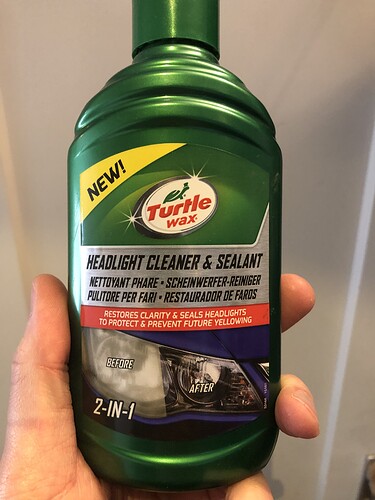 NEW!
Turtle
wax®
HEADLIGHT CLEANER & SEALANT
NETTOYANT PHARE • SCHEINWERFER-REINIGER
PULITORE PER FARI • RESTAURADOR DE FAROS
RESTORES CLARITY & SEALS HEADLIGHTS
TO PROTECT & PREVENT FUTURE YELLOWING
BEFORE
AFTER
2-IN-1